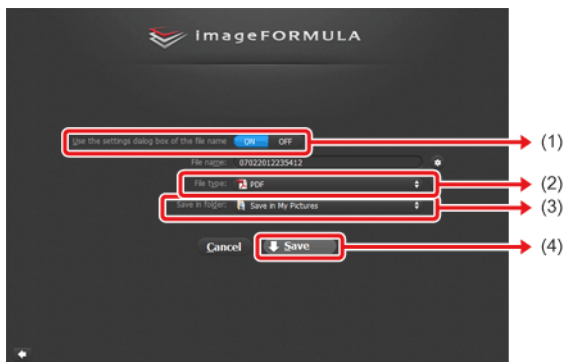 imageFORMULA
Use the settings dialog box of the file name ON OFF (1)
File name: 07022012235412
File type: PDF (2)
Save in folder: Save in My Pictures (3)
Cancel Save (4)